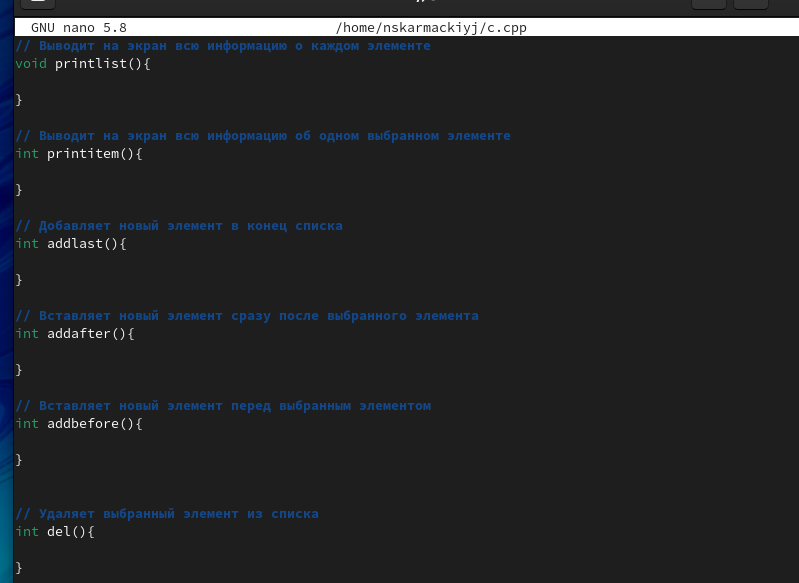 GNU nano 5.8 /home/nskarmackiyj/c.cpp
// Выводит на экран всю информацию о каждом элементе
void printlist(){
}
// Выводит на экран всю информацию об одном выбранном элементе
int printitem(){
}
// Добавляет новый элемент в конец списка
int addlast(){
}
// Вставляет новый элемент сразу после выбранного элемента
int addafter(){
}
// Вставляет новый элемент перед выбранным элементом
int addbefore(){
}
// Удаляет выбранный элемент из списка
int del(){
}